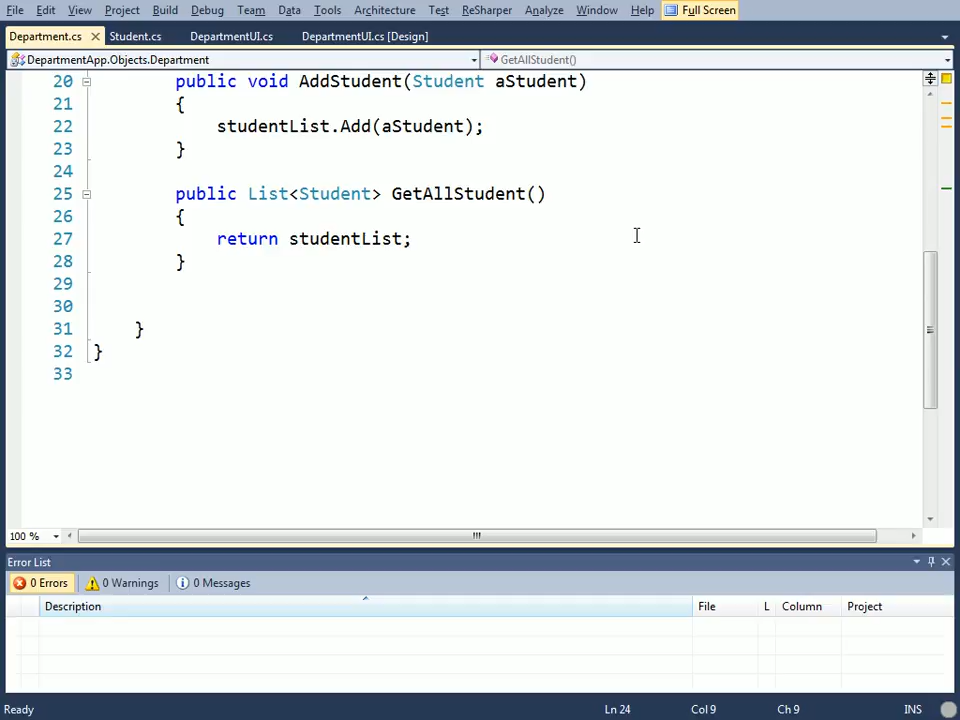 File Edit View Project Build Debug Team Data Tools Architecture Test ReSharper Analyze Window Help Full Screen
Department.cs Student.cs DepartmentUI.cs DepartmentUI.cs [Design]
DepartmentApp.Objects.Department GetAllStudent()
20 public void AddStudent(Student aStudent)
21 {
22 studentList.Add(aStudent);
23 }
24
25 public List<Student> GetAllStudent()
26 {
27 return studentList;
28 }
29
30
31 }
32 }
33
100 %
Error List
0 Errors 0 Warnings 0 Messages
Description File L Column Project
Ready Ln 24 Col 9 Ch 9 INS